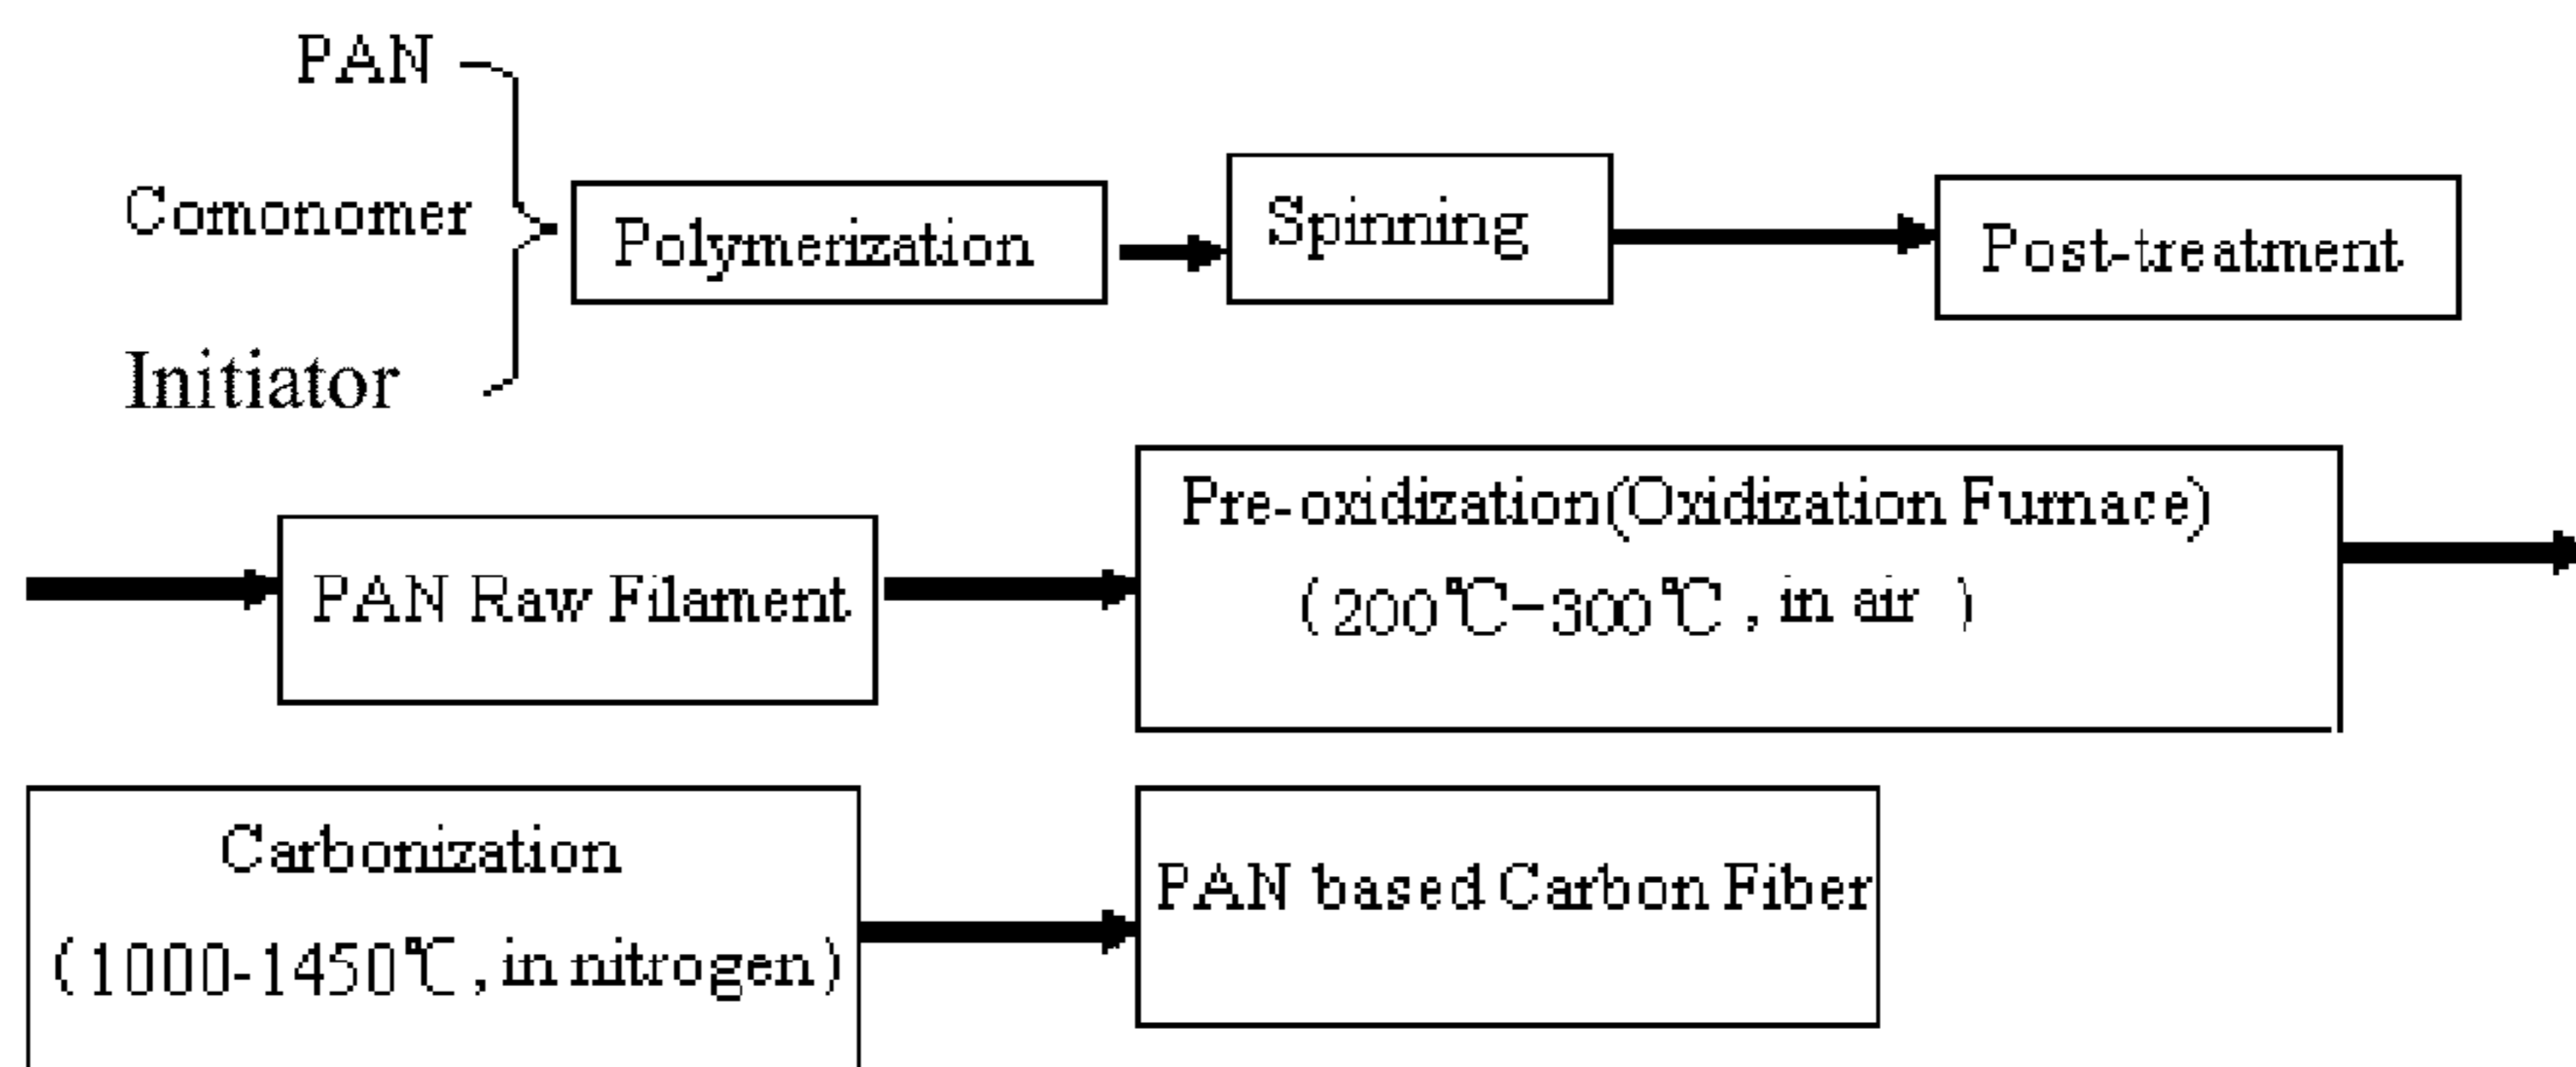 PAN
Comonomer
Initiator
Polymerization
Spinning
Post-treatment
PAN Raw Filament
Pre-oxidization(Oxidization Furnace)
(200℃-300℃, in air )
Carbonization
(1000-1450℃, in nitrogen)
PAN based Carbon Fiber